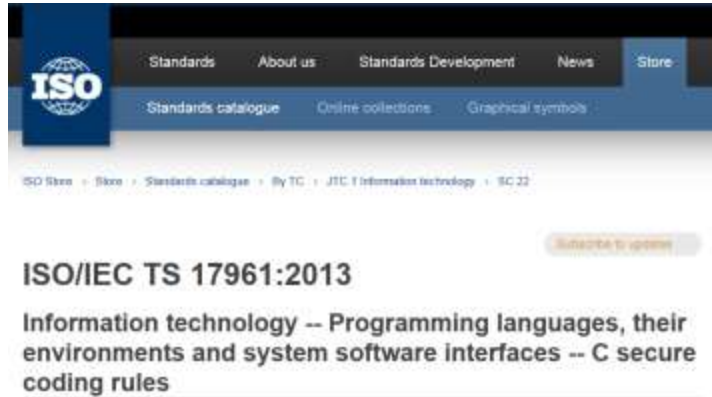 Standards About us Standards Development News Store
ISO
Standards catalogue Online collections Graphical symbols
ISO Store › Store › Standards catalogue › By TC › JTC 1 Information technology › SC 22
Subscribe to updates
ISO/IEC TS 17961:2013
Information technology -- Programming languages, their
environments and system software interfaces -- C secure
coding rules